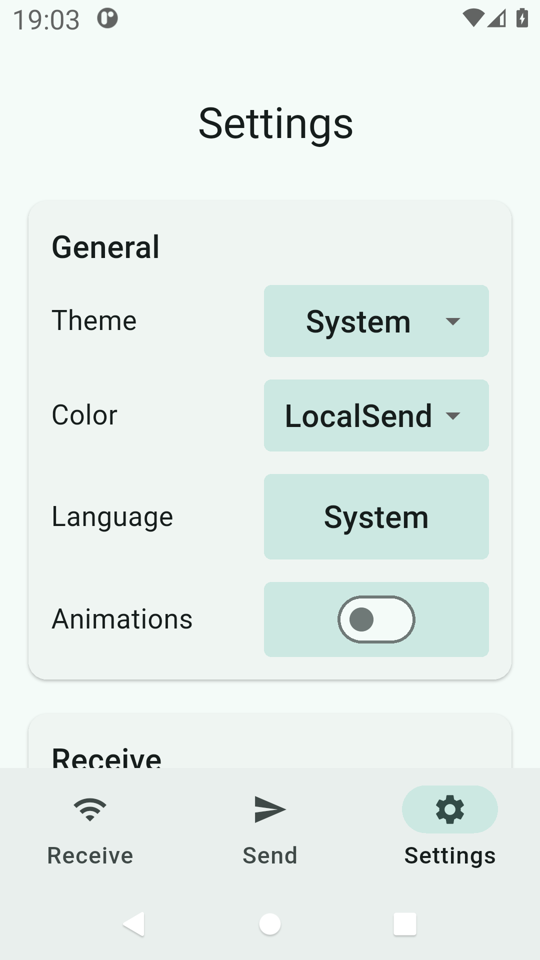 19:03
Settings
General
Theme
System
Color
LocalSend
Language
System
Animations
Receive
Receive
Send
Settings